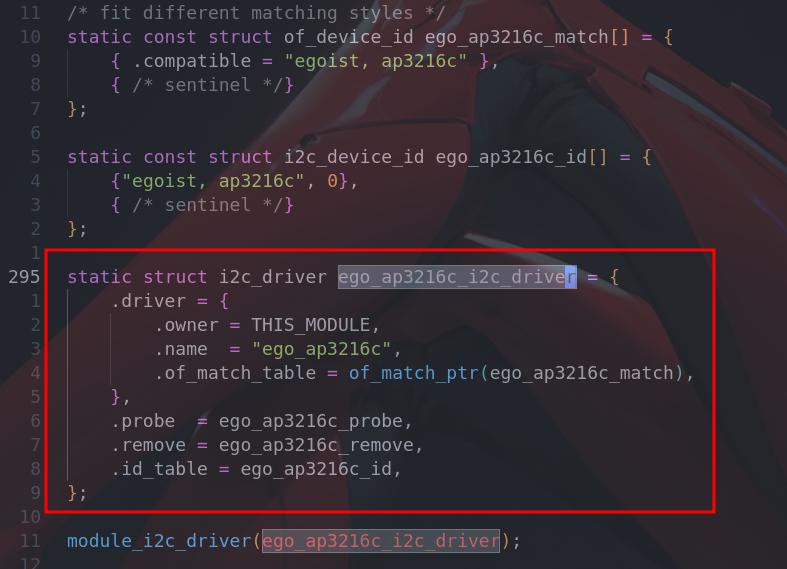 11 /* fit different matching styles */
10 static const struct of_device_id ego_ap3216c_match[] = {
9     { .compatible = "egoist, ap3216c" },
8     { /* sentinel */}
7 };
6
5 static const struct i2c_device_id ego_ap3216c_id[] = {
4     {"egoist, ap3216c", 0},
3     { /* sentinel */}
2 };
1
295 static struct i2c_driver ego_ap3216c_i2c_driver = {
1     .driver = {
2         .owner = THIS_MODULE,
3         .name  = "ego_ap3216c",
4         .of_match_table = of_match_ptr(ego_ap3216c_match),
5     },
6     .probe  = ego_ap3216c_probe,
7     .remove = ego_ap3216c_remove,
8     .id_table = ego_ap3216c_id,
9 };
10
11 module_i2c_driver(ego_ap3216c_i2c_driver);
12